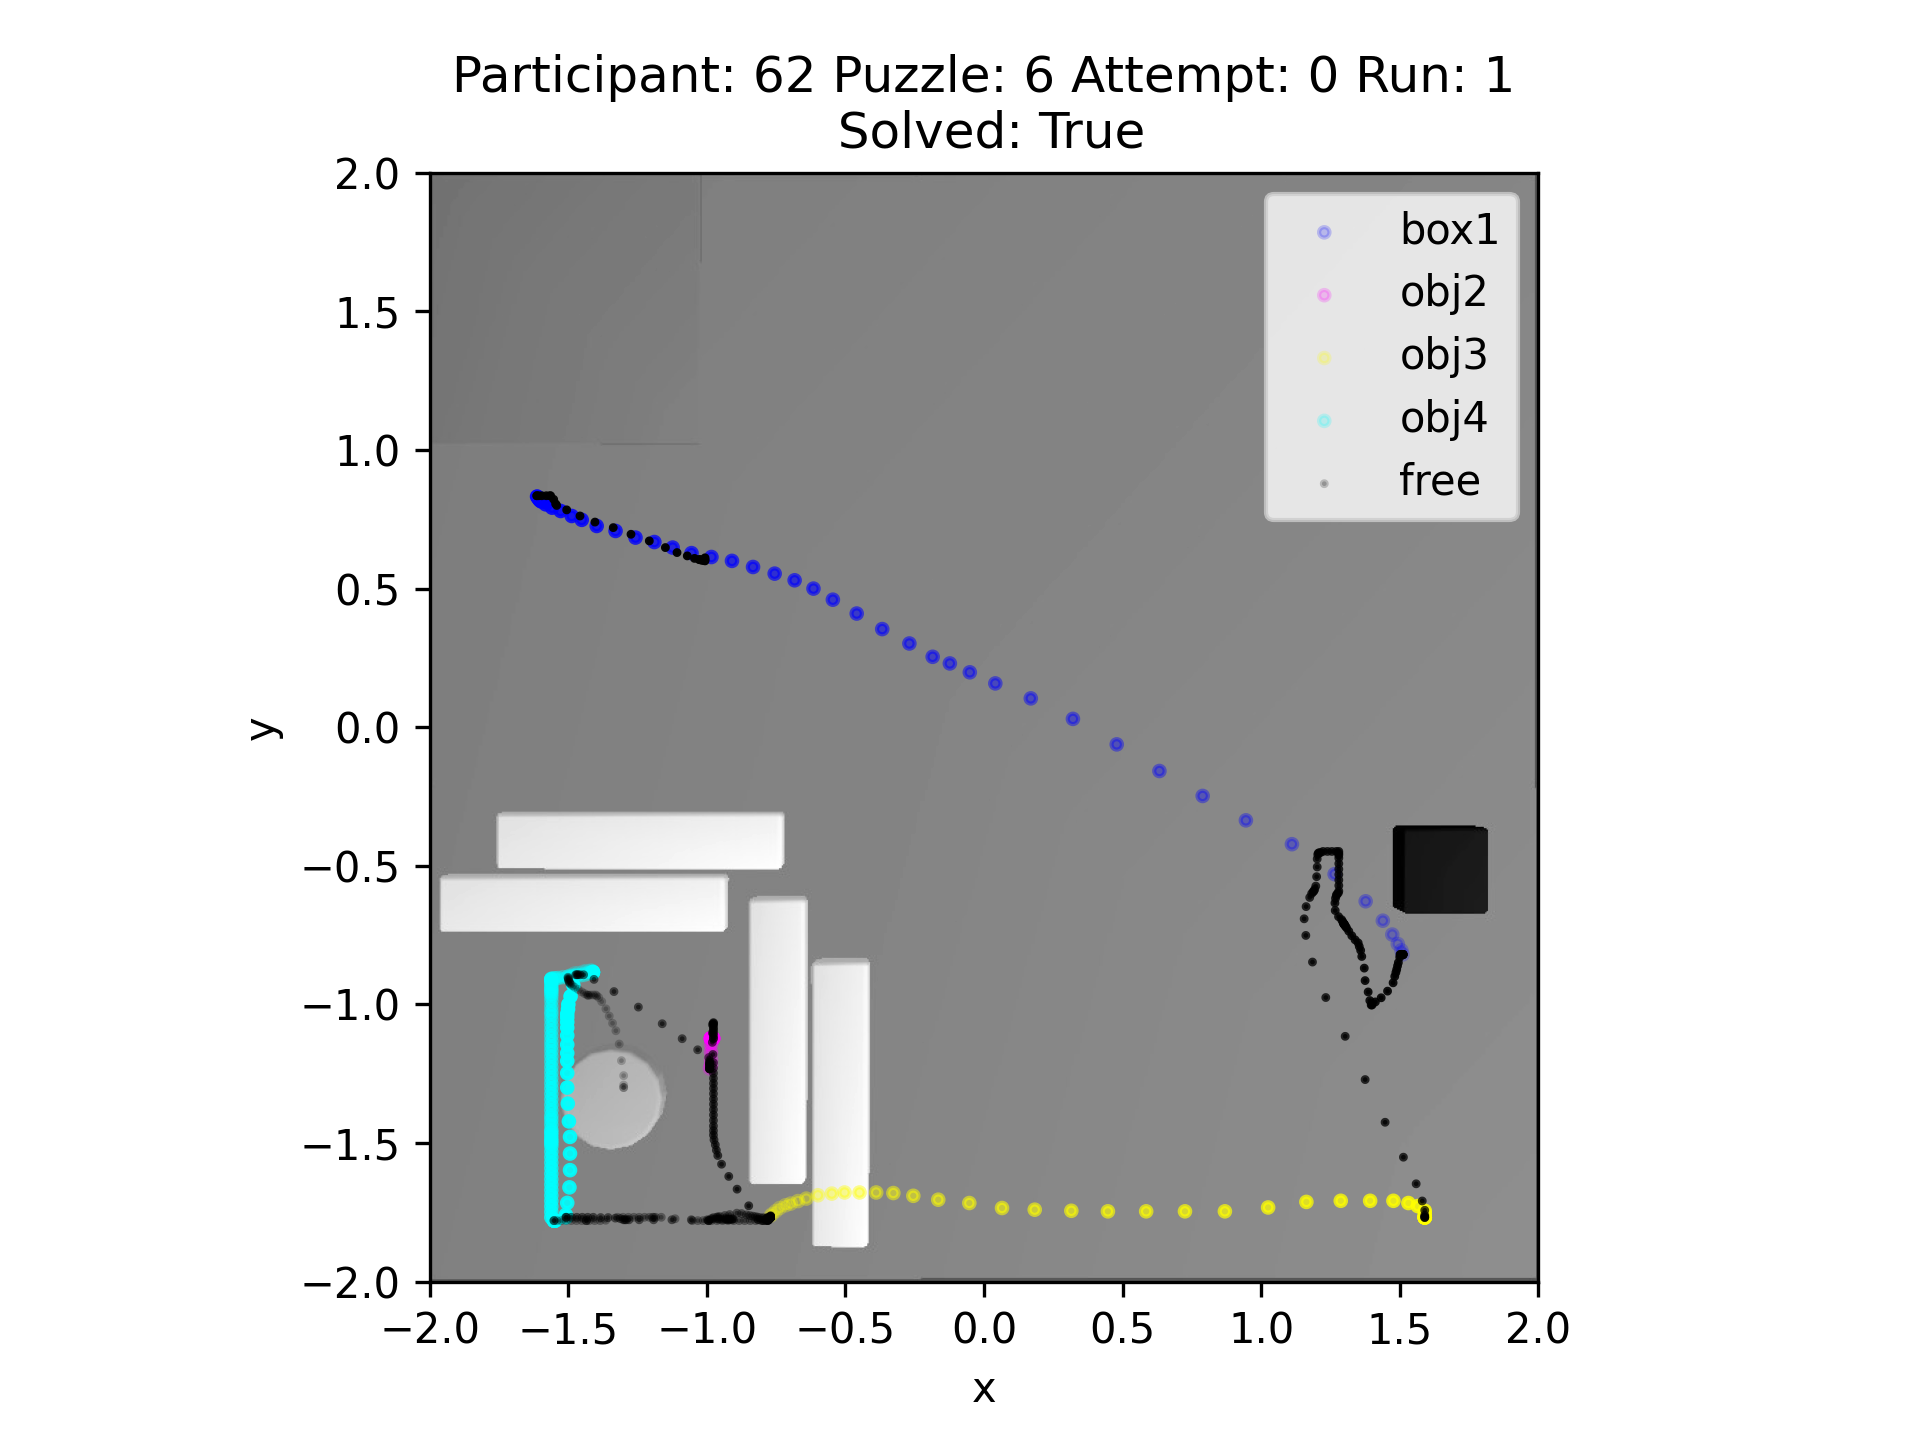 Participant: 62 Puzzle: 6 Attempt: 0 Run: 1
Solved: True
2.0
1.5
1.0
0.5
0.0
−0.5
−1.0
−1.5
−2.0
y
box1
obj2
obj3
obj4
free
−2.0 −1.5 −1.0 −0.5 0.0 0.5 1.0 1.5 2.0
x